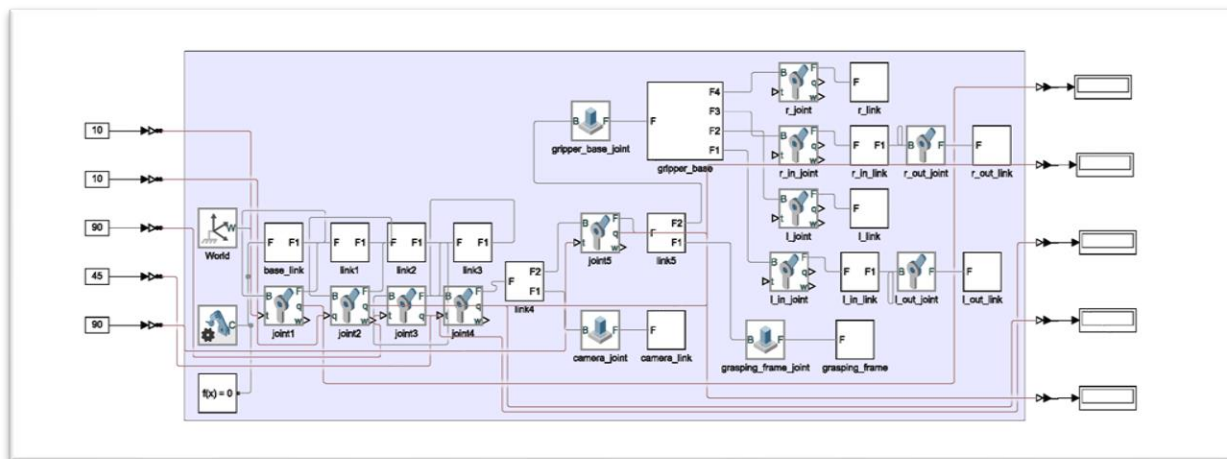 10
10
90
45
90
World
W
C
f(x) = 0
F F1
base_link
F F1
link1
F F1
link2
F F1
link3
B F
t q
w
joint1
B F
q
w
joint2
B F
t q
w
joint3
B F
t q
w
joint4
F2
F
F1
link4
B F
t q
w
joint5
F2
F
F1
link5
B F
gripper_base_joint
F
F4
F3
F2
F1
gripper_base
B F
t q
w
r_joint
F
r_link
B F
t q
w
r_in_joint
F F1
r_in_link
B F
r_out_joint
F
r_out_link
B F
t q
w
l_joint
F
l_link
B F
t q
w
l_in_joint
F F1
l_in_link
B F
l_out_joint
F
l_out_link
B F
camera_joint
F
camera_link
B F
grasping_frame_joint
F
grasping_frame